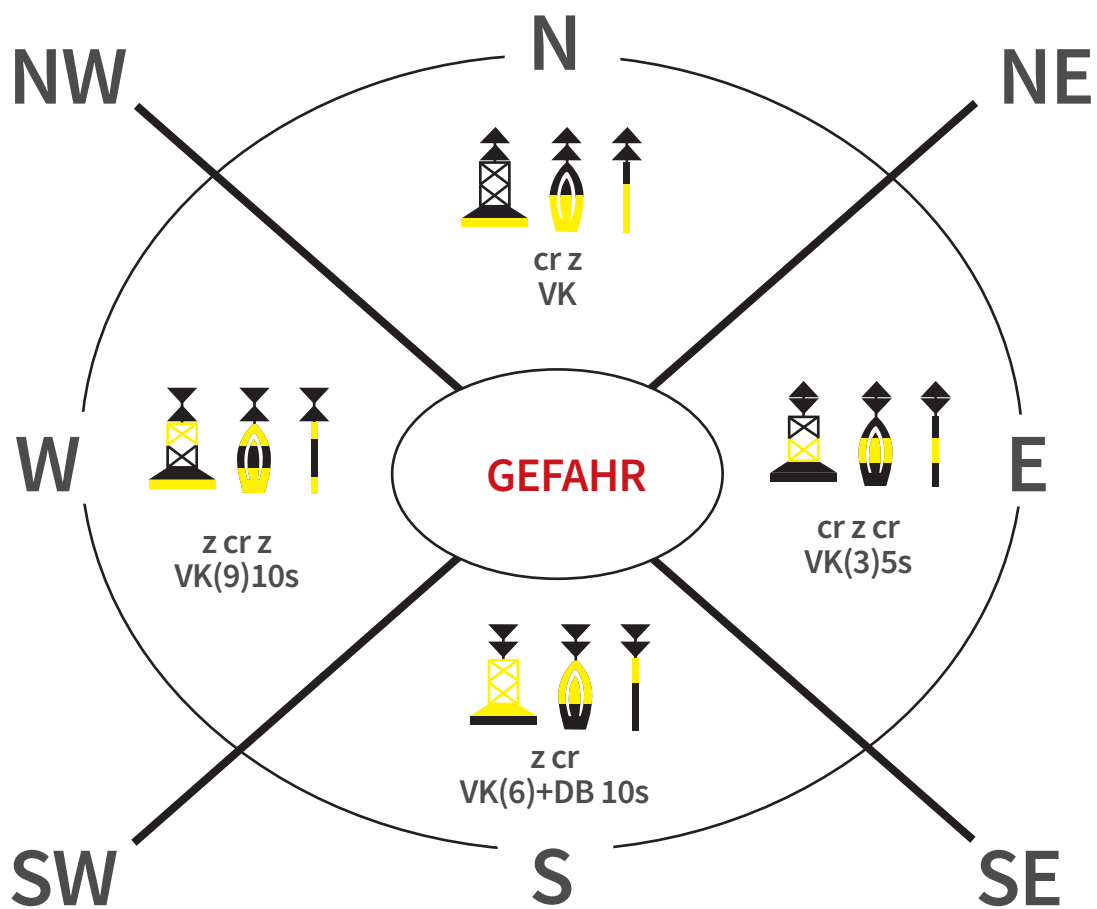 N
NW
NE
cr z
VK
W
GEFAHR
E
z cr z
VK(9)10s
cr z cr
VK(3)5s
z cr
VK(6)+DB 10s
SW
S
SE